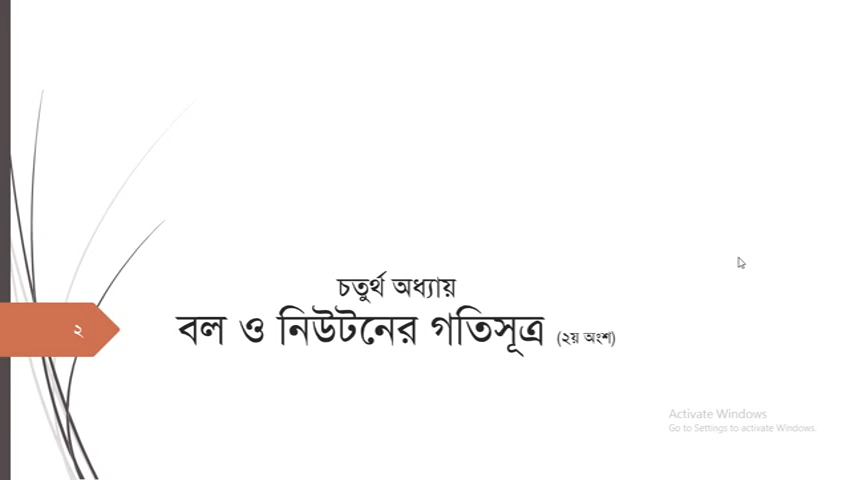 চতুর্থ অধ্যায়
বল ও নিউটনের গতিসূত্র (২য় অংশ)
২
Activate Windows
Go to Settings to activate Windows.